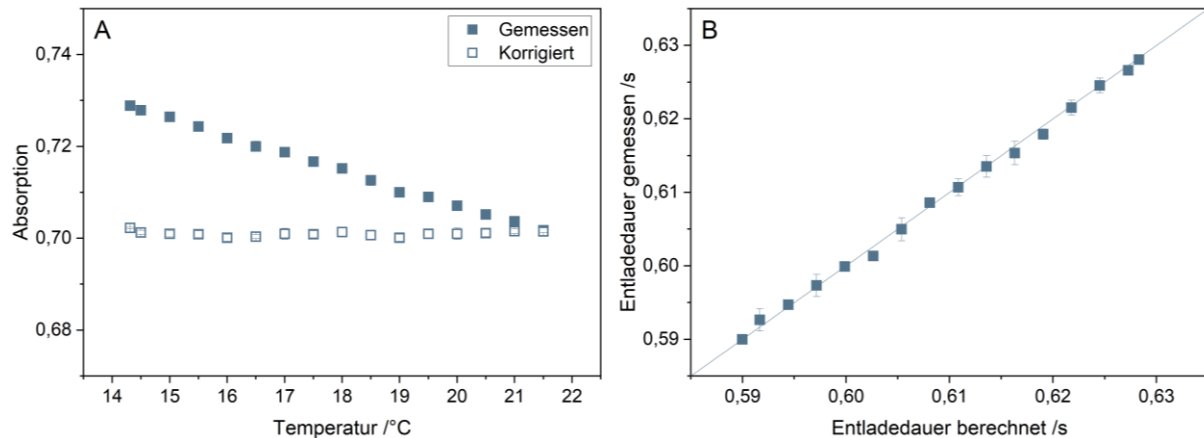 A
Gemessen
Korrigiert
0,74
0,72
0,70
0,68
Absorption
14 15 16 17 18 19 20 21 22
Temperatur /°C
B
0,63
0,62
0,61
0,60
0,59
Entladedauer gemessen /s
0,59 0,60 0,61 0,62 0,63
Entladedauer berechnet /s